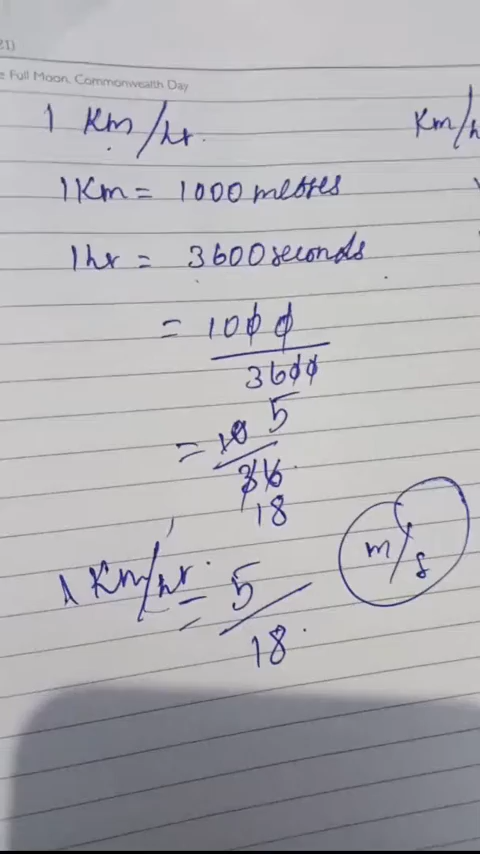 21)
e Full Moon, Commonwealth Day
1 Km/hr. Km/h
1Km = 1000 metres
1hr = 3600 seconds
= 1000
3600
= 10 5
36
18
1 Km/hr. = 5
18.
m/s